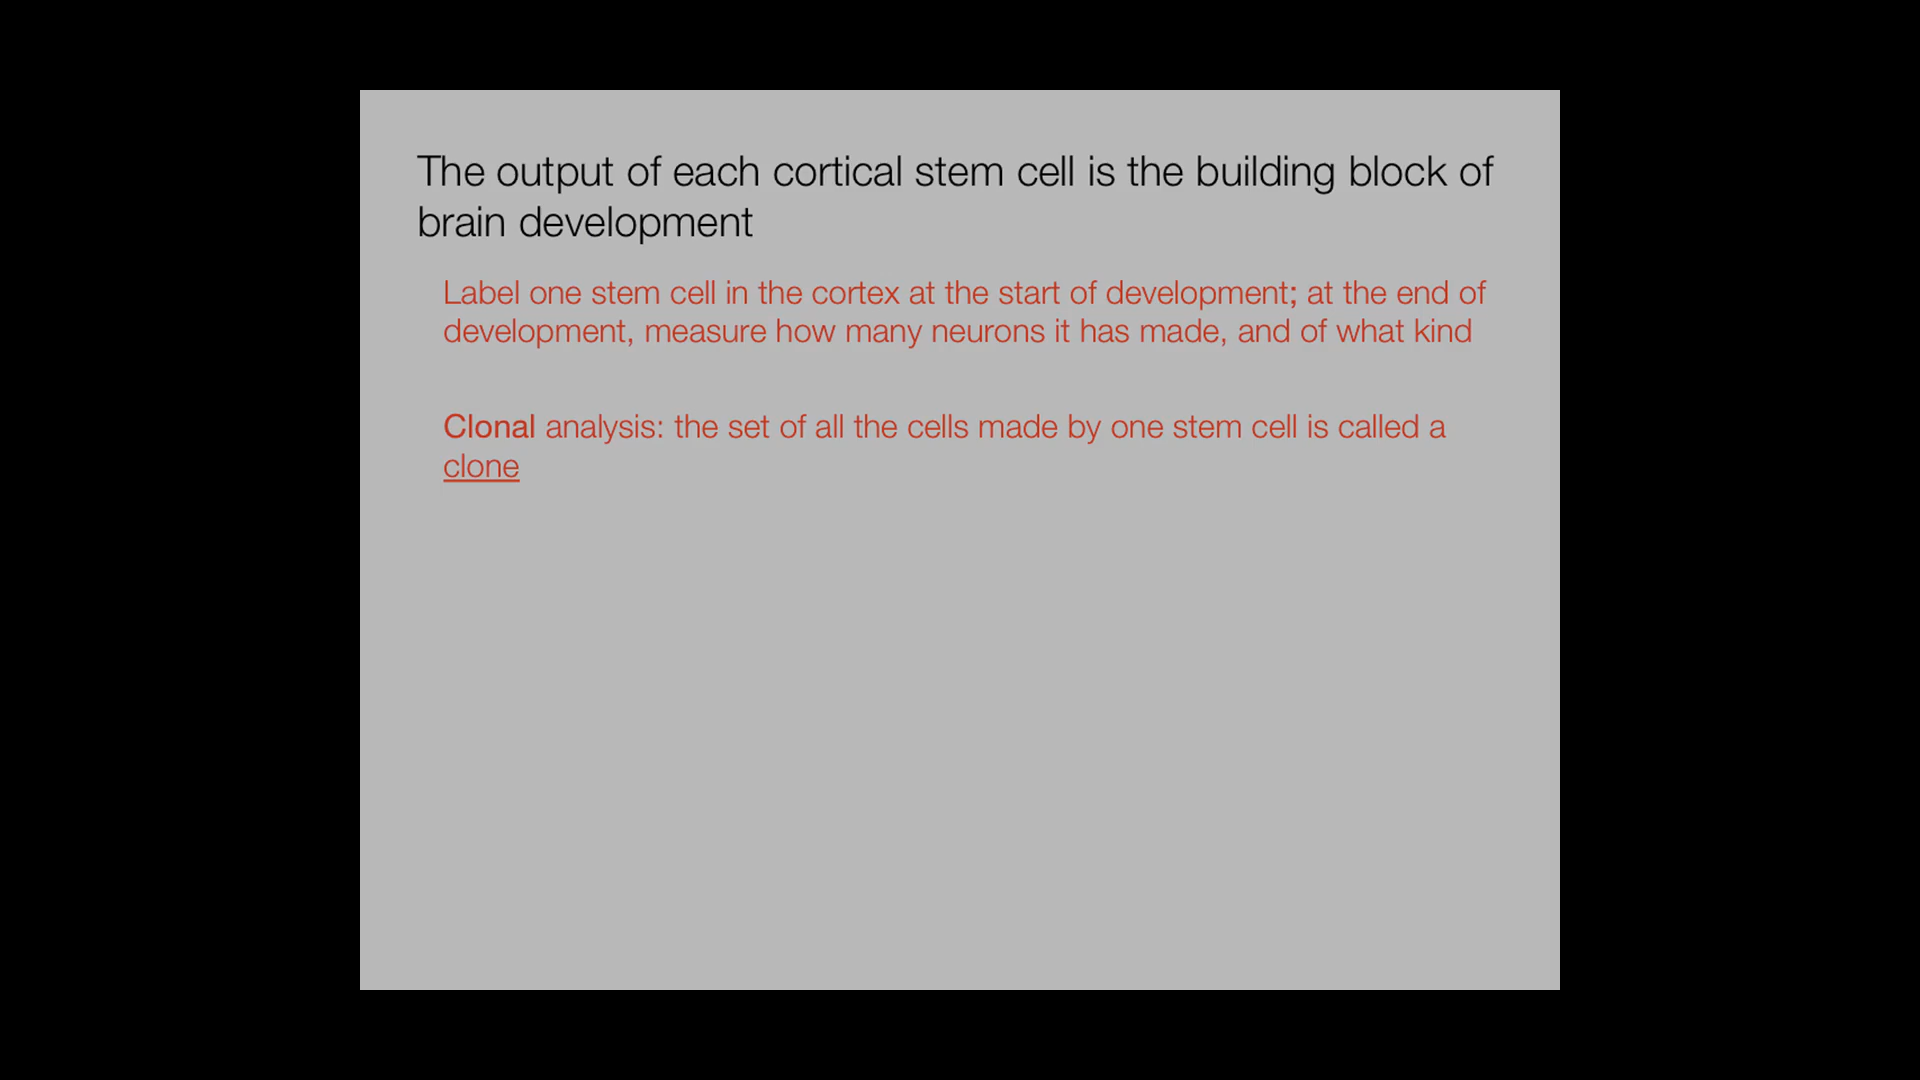 The output of each cortical stem cell is the building block of
brain development
Label one stem cell in the cortex at the start of development; at the end of
development, measure how many neurons it has made, and of what kind
Clonal analysis: the set of all the cells made by one stem cell is called a
clone